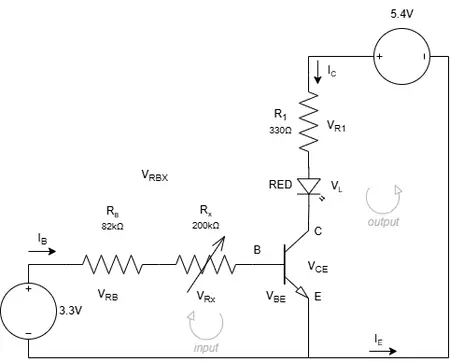 5.4V
+
−
I_C
R1
330Ω
V_R1
V_RBX
RED
V_L
R_B
82kΩ
R_x
200kΩ
output
C
I_B
B
V_CE
+
3.3V
−
V_RB
V_Rx
V_BE
E
input
I_E